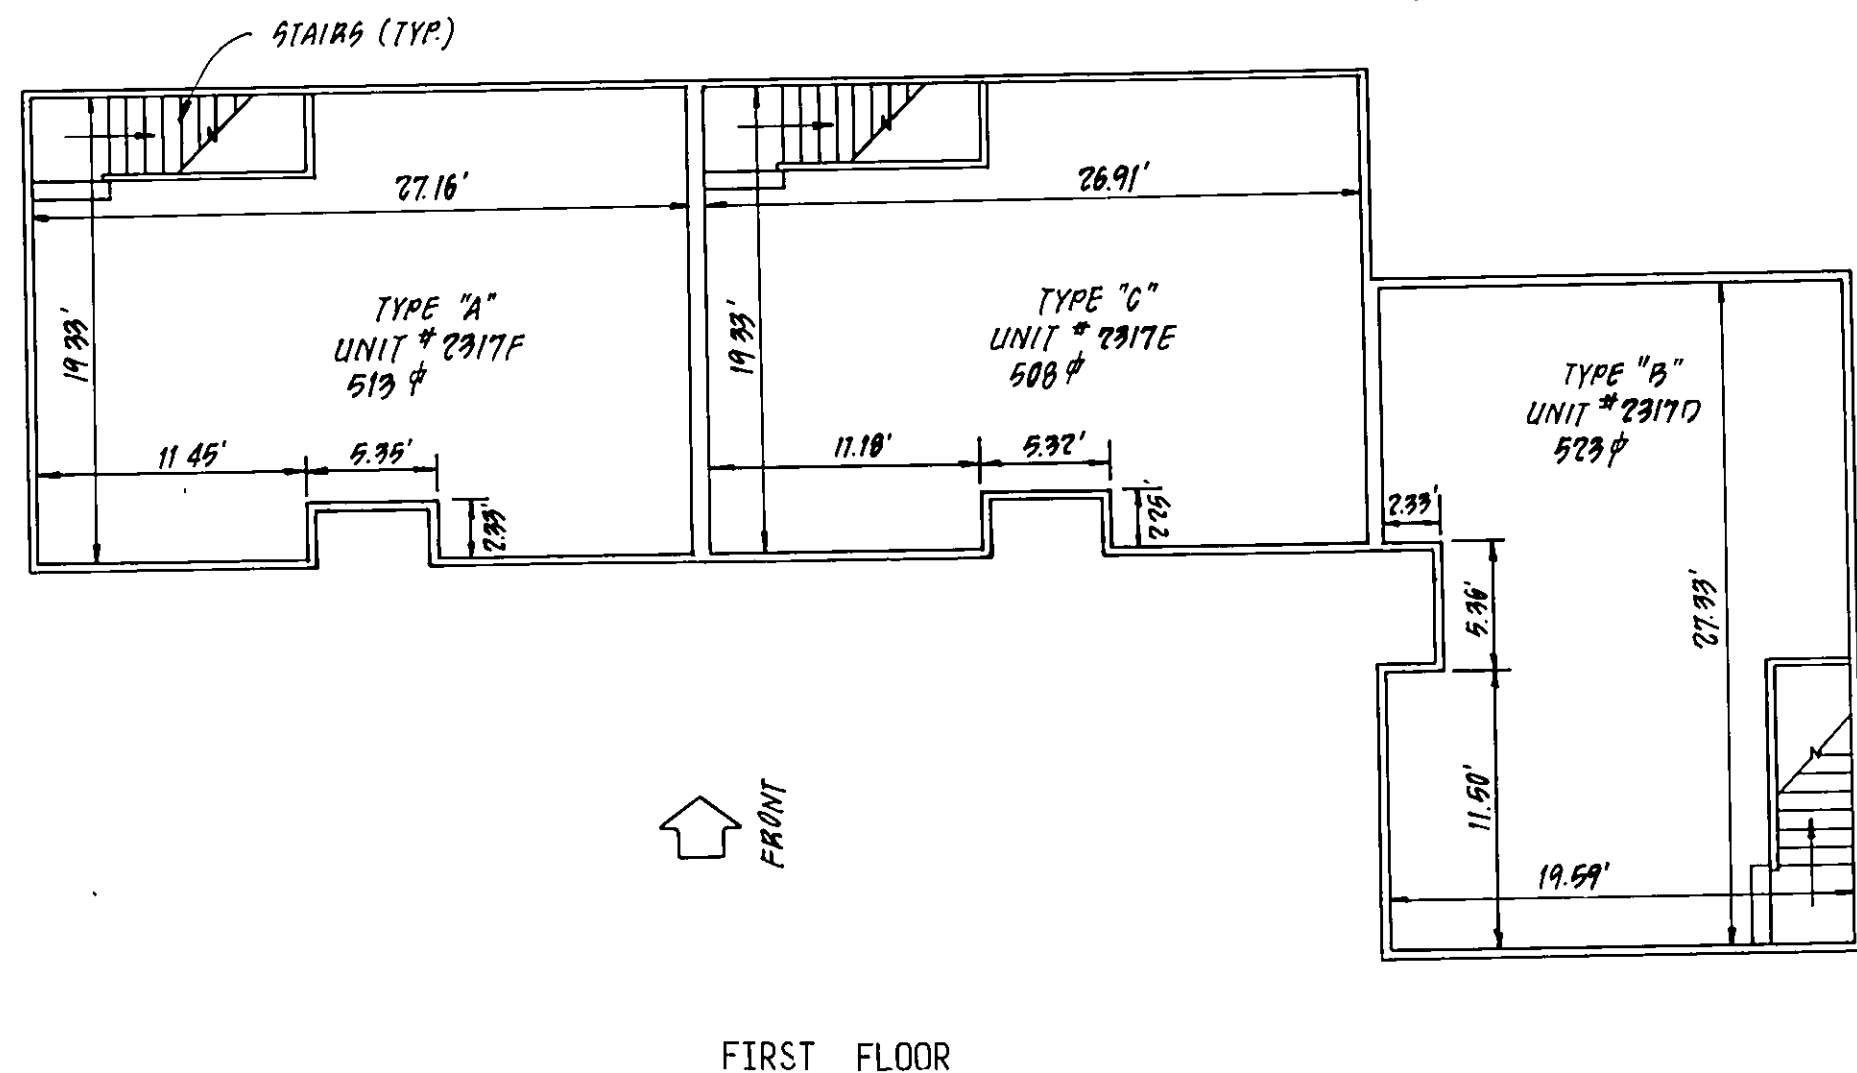 STAIRS (TYP.)
27.16'
26.91'
19.33'
TYPE "A"
UNIT # 2317F
513 ϕ
19.33'
TYPE "C"
UNIT # 2317E
508 ϕ
TYPE "B"
UNIT # 2317D
523 ϕ
11.45'
5.35'
2.33'
11.18'
5.32'
2.25'
2.33'
5.36'
27.33'
11.50'
19.59'
FRONT
FIRST FLOOR